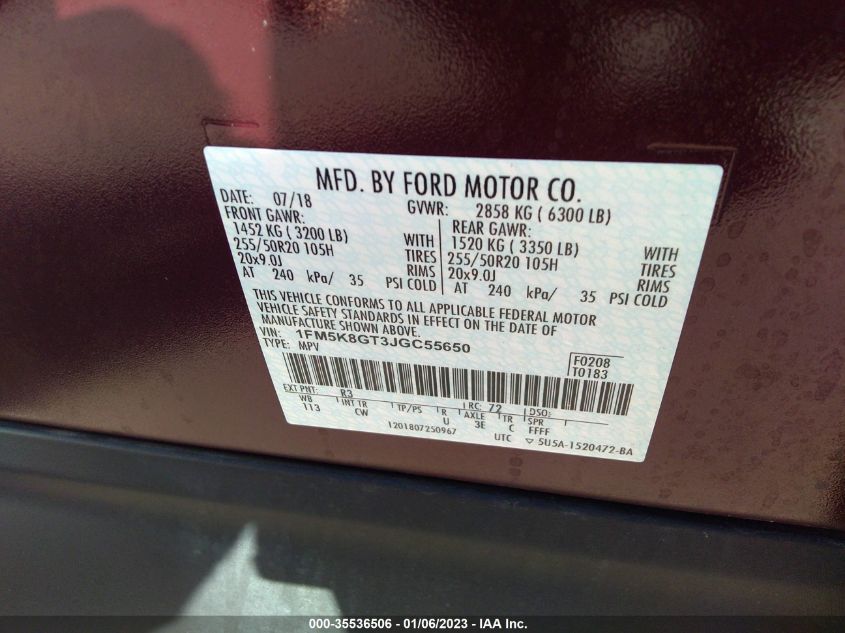 MFD. BY FORD MOTOR CO.
DATE: 07/18 GVWR: 2858 KG ( 6300 LB)
FRONT GAWR: REAR GAWR:
1452 KG ( 3200 LB) WITH 1520 KG ( 3350 LB) WITH
255/50R20 105H TIRES 255/50R20 105H TIRES
20x9.0J RIMS 20x9.0J RIMS
AT 240 kPa/ 35 PSI COLD AT 240 kPa/ 35 PSI COLD
THIS VEHICLE CONFORMS TO ALL APPLICABLE FEDERAL MOTOR
VEHICLE SAFETY STANDARDS IN EFFECT ON THE DATE OF
MANUFACTURE SHOWN ABOVE.
VIN: 1FM5K8GT3JGC55650
TYPE: MPV
F0208
T0183
EXT PNT: R3 RC: 72 DSO:
WB INT TR TP/PS R AXLE TR SPR
113 CW U 3E C FFFF
1201807250967 UTC ▽ 5U5A-1520472-BA
000-35536506 - 01/06/2023 - IAA Inc.